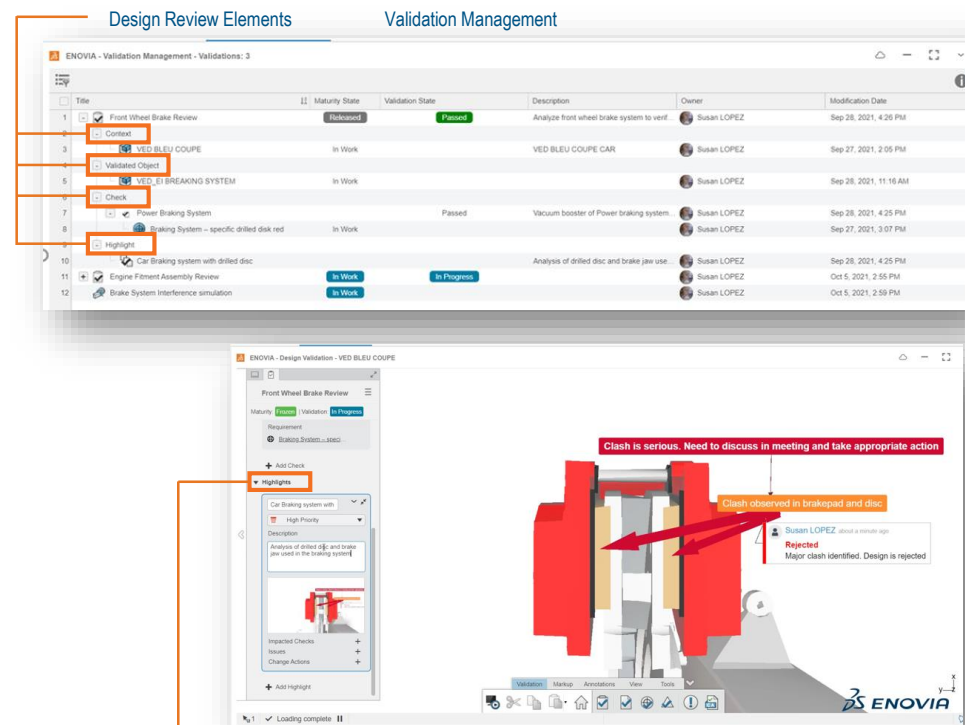 Design Review Elements Validation Management
ENOVIA - Validation Management - Validations: 3
Title Maturity State Validation State Description Owner Modification Date
1 Front Wheel Brake Review Released Passed Analyze front wheel brake system to verif... Susan LOPEZ Sep 28, 2021, 4:26 PM
2 Context
3 VED BLEU COUPE In Work VED BLEU COUPE CAR Susan LOPEZ Sep 27, 2021, 2:05 PM
4 Validated Object
5 VED_EI BREAKING SYSTEM In Work Susan LOPEZ Sep 28, 2021, 11:16 AM
6 Check
7 Power Braking System Passed Vacuum booster of Power braking system... Susan LOPEZ Sep 28, 2021, 4:25 PM
8 Braking System – specific drilled disk red In Work Susan LOPEZ Sep 27, 2021, 3:07 PM
9 Highlight
10 Car Braking system with drilled disc Analysis of drilled disc and brake jaw use... Susan LOPEZ Sep 28, 2021, 4:25 PM
11 Engine Fitment Assembly Review In Work In Progress Susan LOPEZ Oct 5, 2021, 2:55 PM
12 Brake System Interference simulation In Work Susan LOPEZ Oct 5, 2021, 2:59 PM
ENOVIA - Design Validation - VED BLEU COUPE
Front Wheel Brake Review
Maturity Frozen | Validation In Progress
Requirement
Braking System – speci...
Add Check
Highlights
Car Braking system with
High Priority
Description
Analysis of drilled disc and brake
jaw used in the braking system
Impacted Checks
Issues
Change Actions
Add Highlight
1 Loading complete
Clash is serious. Need to discuss in meeting and take appropriate action
Clash observed in brakepad and disc
Susan LOPEZ about a minute ago
Rejected
Major clash identified. Design is rejected
Validation Markup Annotations View Tools
x
y z
ENOVIA